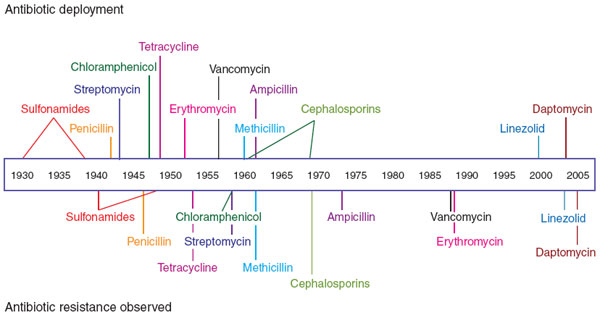 Antibiotic deployment
Tetracycline
Chloramphenicol
Vancomycin
Streptomycin
Ampicillin
Sulfonamides
Erythromycin
Cephalosporins
Daptomycin
Penicillin
Methicillin
Linezolid
1930 1935 1940 1945 1950 1955 1960 1965 1970 1975 1980 1985 1990 1995 2000 2005
Sulfonamides
Chloramphenicol
Ampicillin
Vancomycin
Linezolid
Penicillin
Streptomycin
Erythromycin
Daptomycin
Tetracycline
Methicillin
Cephalosporins
Antibiotic resistance observed